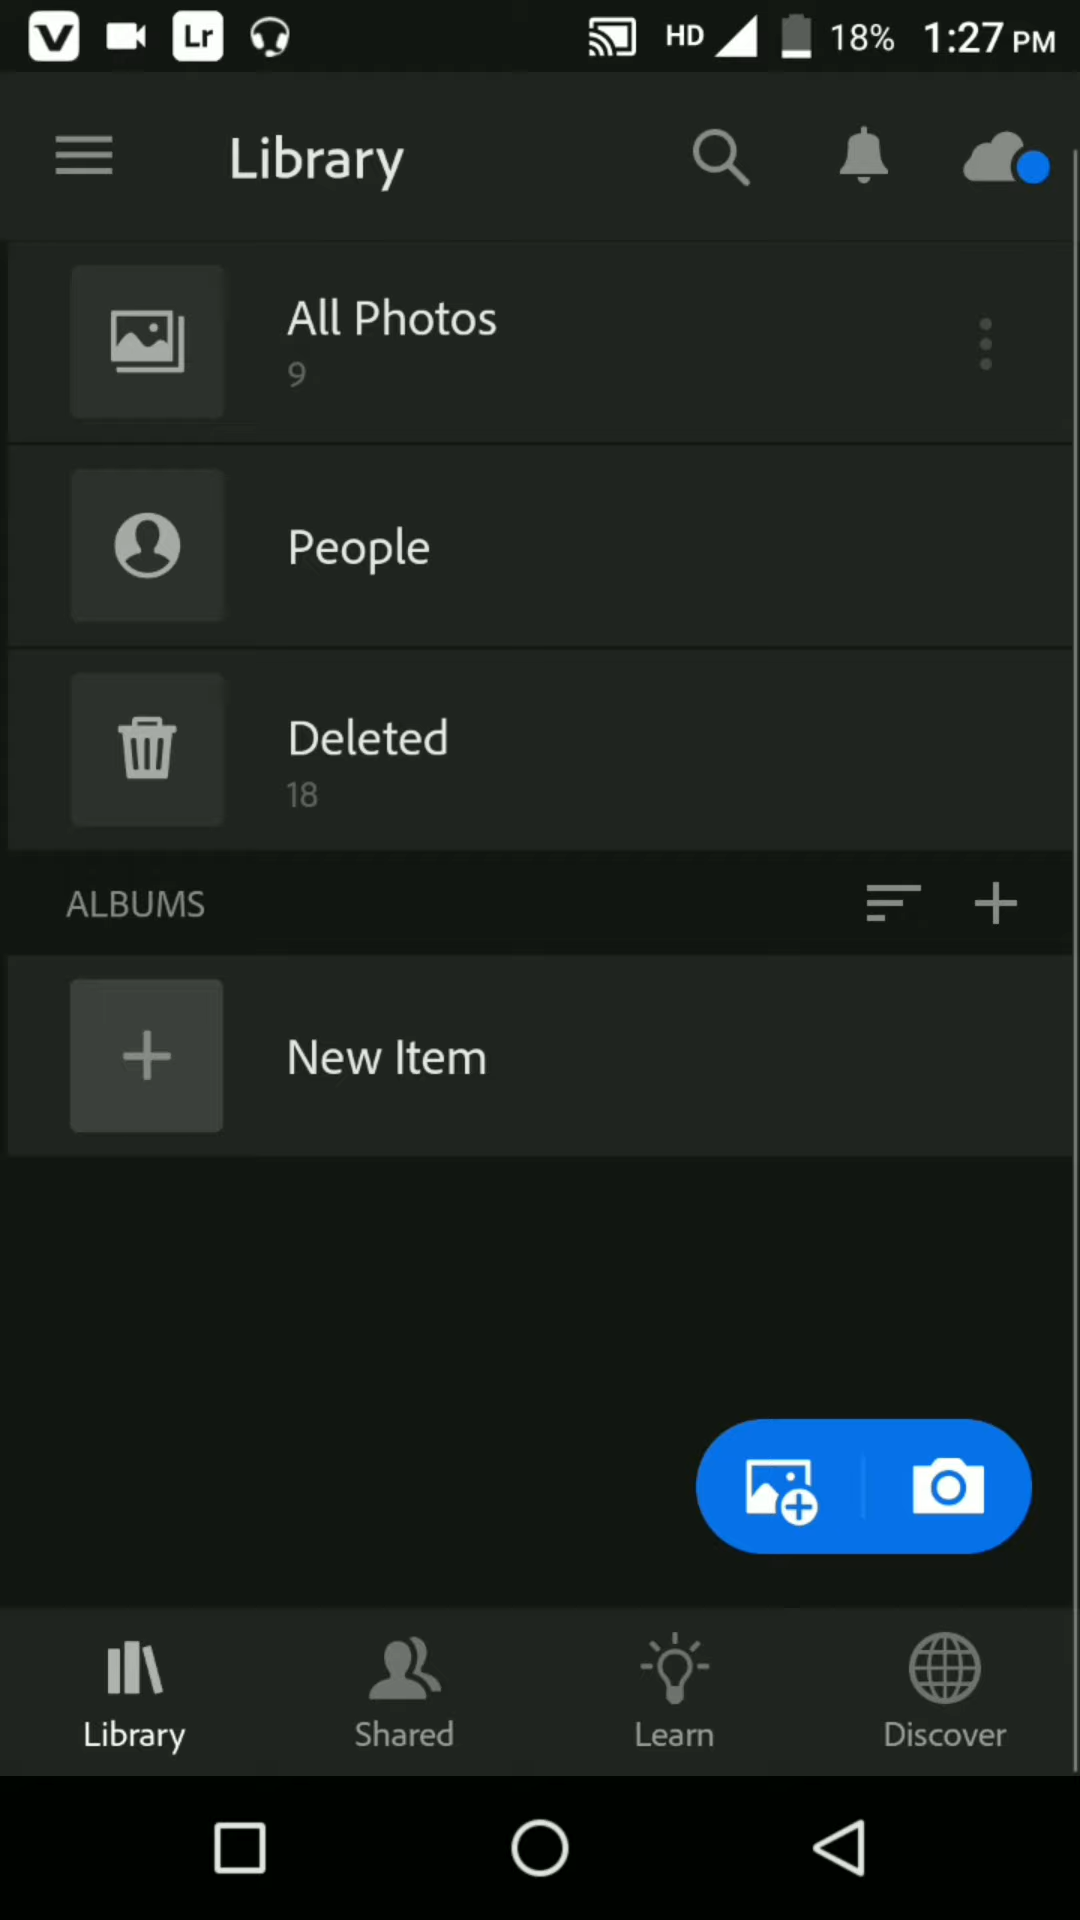 V Lr HD 18% 1:27 PM
Library
All Photos
9
People
Deleted
18
ALBUMS
New Item
Library Shared Learn Discover